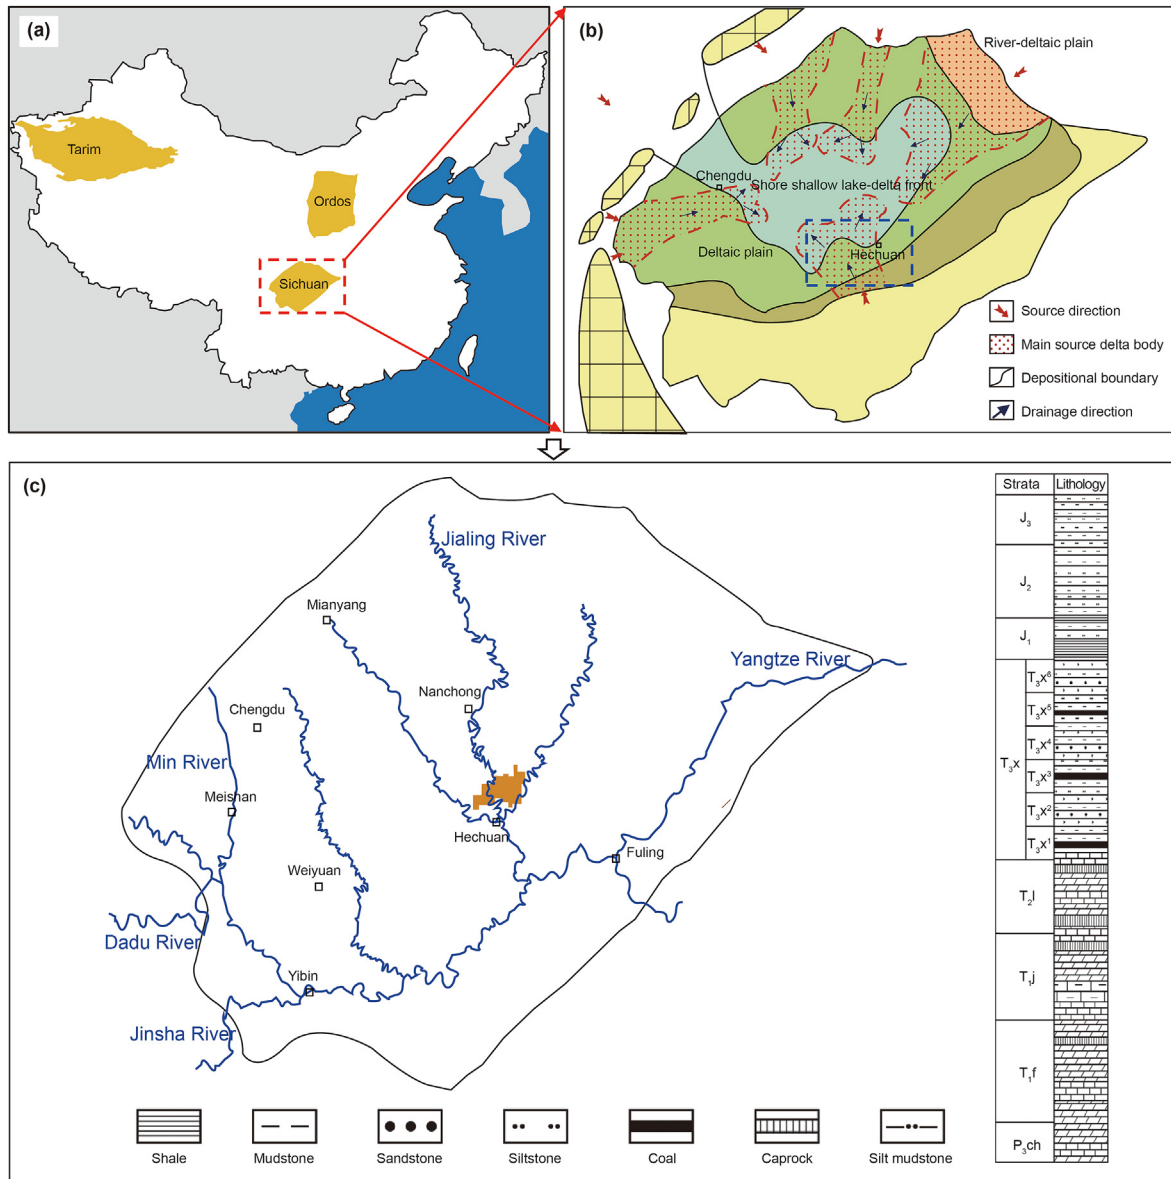 (a)
Tarim
Ordos
Sichuan
(b)
River-deltaic plain
Chengdu
Shore shallow lake-delta front
Deltaic plain
Hechuan
Source direction
Main source delta body
Depositional boundary
Drainage direction
(c)
Jialing River
Mianyang
Yangtze River
Nanchong
Chengdu
Min River
Meishan
Hechuan
Fuling
Weiyuan
Dadu River
Yibin
Jinsha River
Strata Lithology
J3
J2
J1
T3x
T3x6
T3x5
T3x4
T3x3
T3x2
T3x1
T2l
T1j
T1f
P3ch
Shale
Mudstone
Sandstone
Siltstone
Coal
Caprock
Silt mudstone